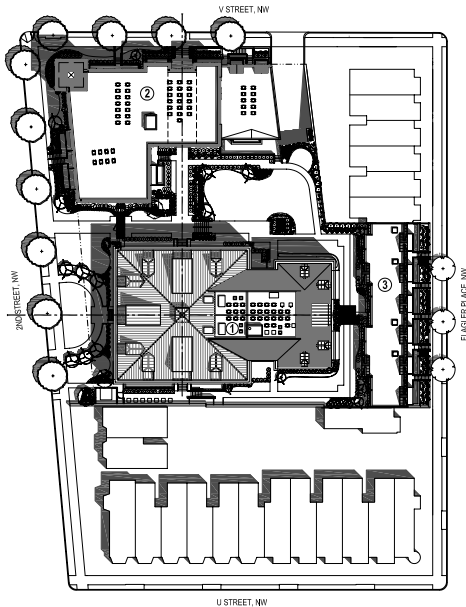 V STREET, NW
2
2ND STREET, NW
3
FLAGLER PLACE, NW
1
U STREET, NW